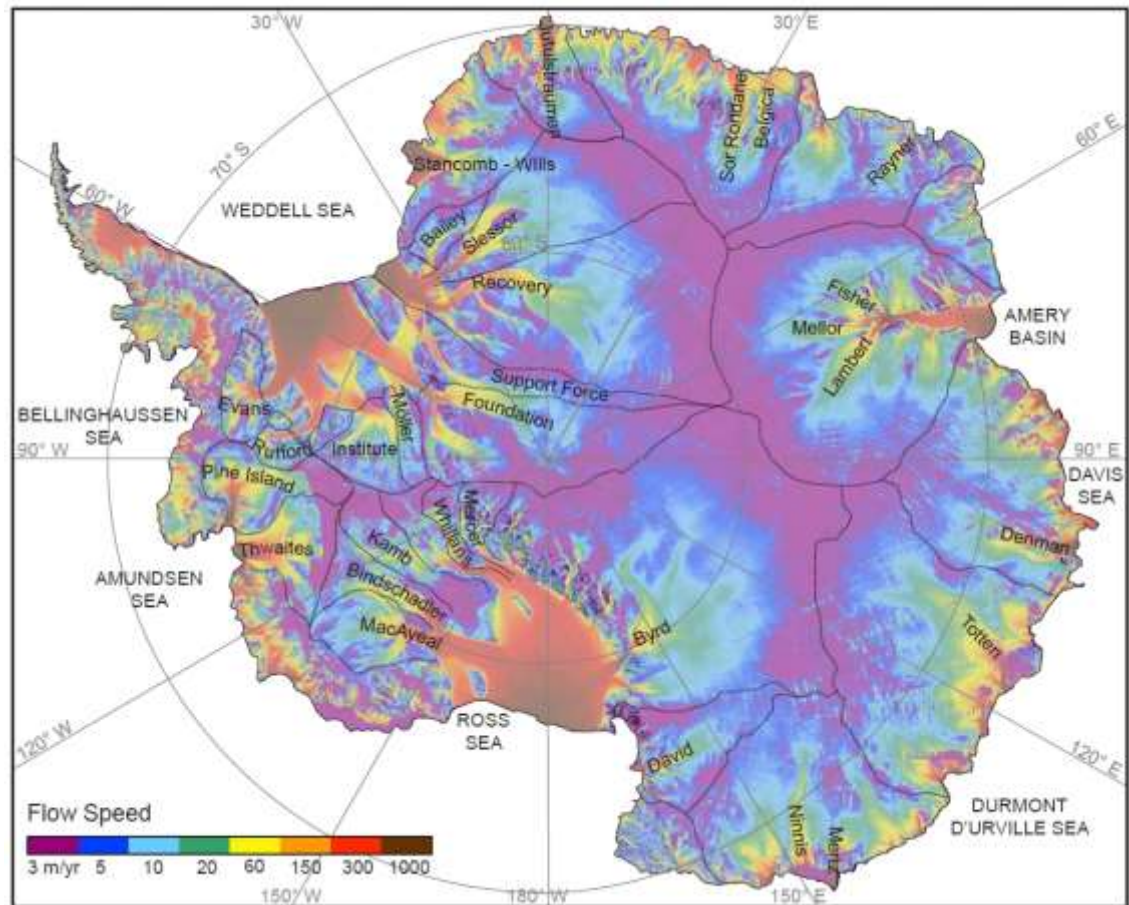 30° W
30° E
Jutulstraumen
Sor Rondane
Belgica
60° E
Rayner
70° S
Stancomb - Wills
60° W
WEDDELL SEA
Bailey
Slessor
80° S
Recovery
Fisher
AMERY
BASIN
Mellor
Lambert
Support Force
Foundation
Moller
Evans
BELLINGHAUSSEN
SEA
Rutford
Institute
90° W
90° E
Pine Island
DAVIS
SEA
Mercer
Whillans
Denman
Thwaites
Kamb
AMUNDSEN
SEA
Bindschadler
MacAyeal
Byrd
Totten
ROSS
SEA
120° W
120° E
David
DURMONT
D'URVILLE SEA
Ninnis
Mertz
Flow Speed
3 m/yr 5 10 20 60 150 300 1000
150° W
180° W
150° E